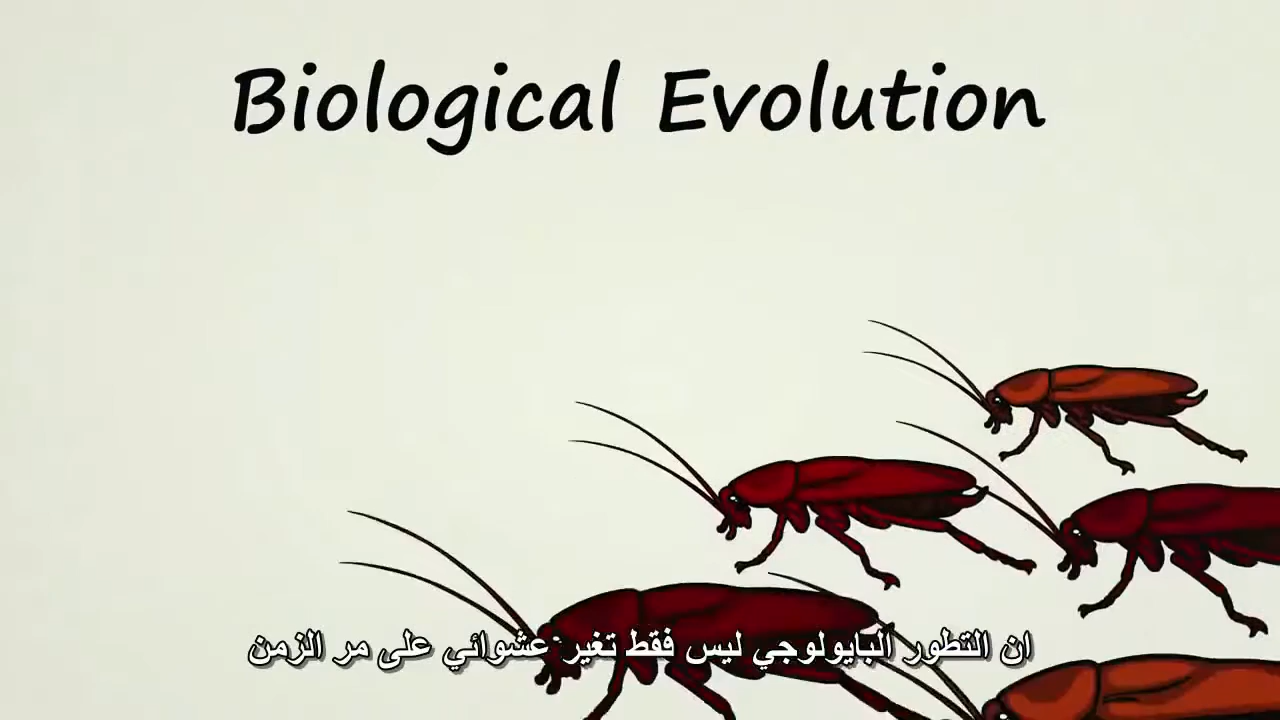 Biological Evolution
ان التطور البايولوجي ليس فقط تغير عشوائي على مر الزمن